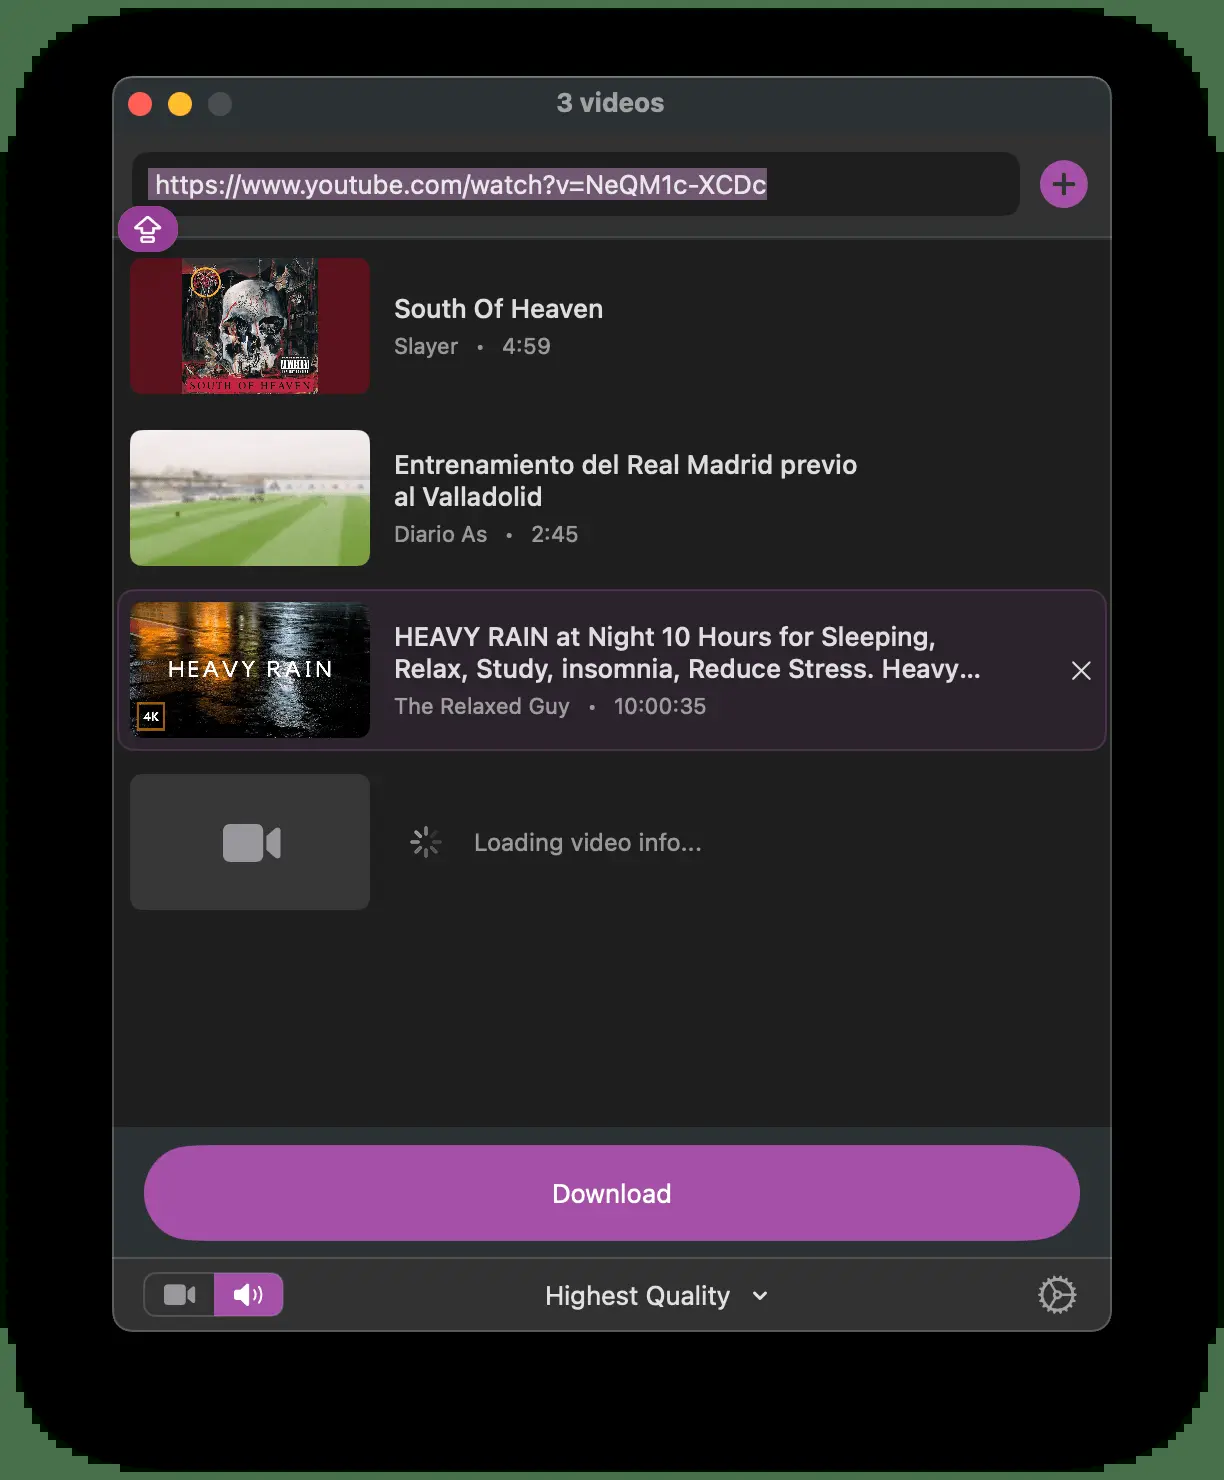 3 videos
https://www.youtube.com/watch?v=NeQM1c-XCDc
SOUTH OF HEAVEN
South Of Heaven
Slayer • 4:59
Entrenamiento del Real Madrid previo
al Valladolid
Diario As • 2:45
HEAVY RAIN
4K
HEAVY RAIN at Night 10 Hours for Sleeping,
Relax, Study, insomnia, Reduce Stress. Heavy...
The Relaxed Guy • 10:00:35
Loading video info...
Download
Highest Quality